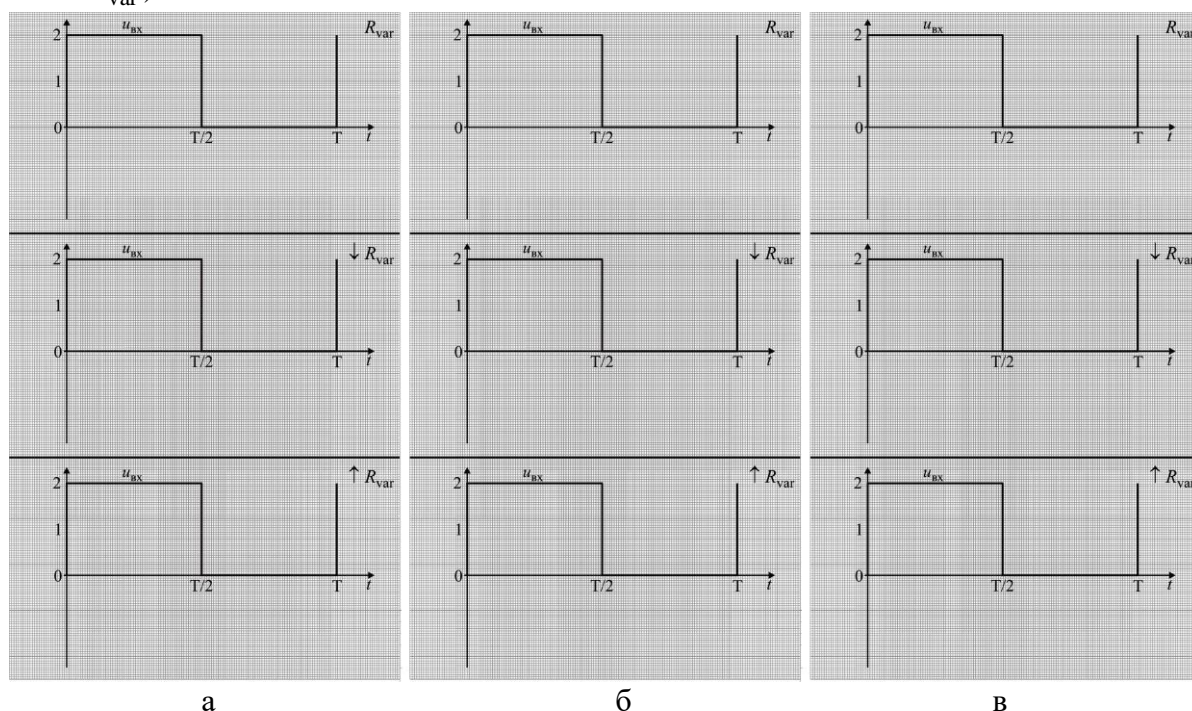 var,
u_вх R_var u_вх R_var u_вх R_var
2 2 2
1 1 1
0 T/2 T t 0 T/2 T t 0 T/2 T t
u_вх ↓ R_var u_вх ↓ R_var u_вх ↓ R_var
2 2 2
1 1 1
0 T/2 T t 0 T/2 T t 0 T/2 T t
u_вх ↑ R_var u_вх ↑ R_var u_вх ↑ R_var
2 2 2
1 1 1
0 T/2 T t 0 T/2 T t 0 T/2 T t
а б в